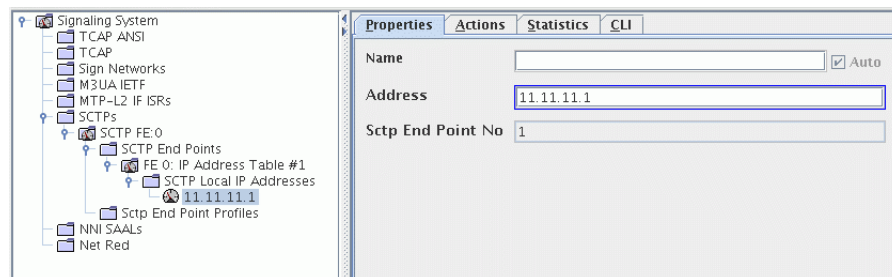 Signaling System
TCAP ANSI
TCAP
Sign Networks
M3UA IETF
MTP-L2 IF ISRs
SCTPs
SCTP FE:0
SCTP End Points
FE 0: IP Address Table #1
SCTP Local IP Addresses
11.11.11.1
Sctp End Point Profiles
NNI SAALs
Net Red
Properties Actions Statistics CLI
Name Auto
Address 11.11.11.1
Sctp End Point No 1